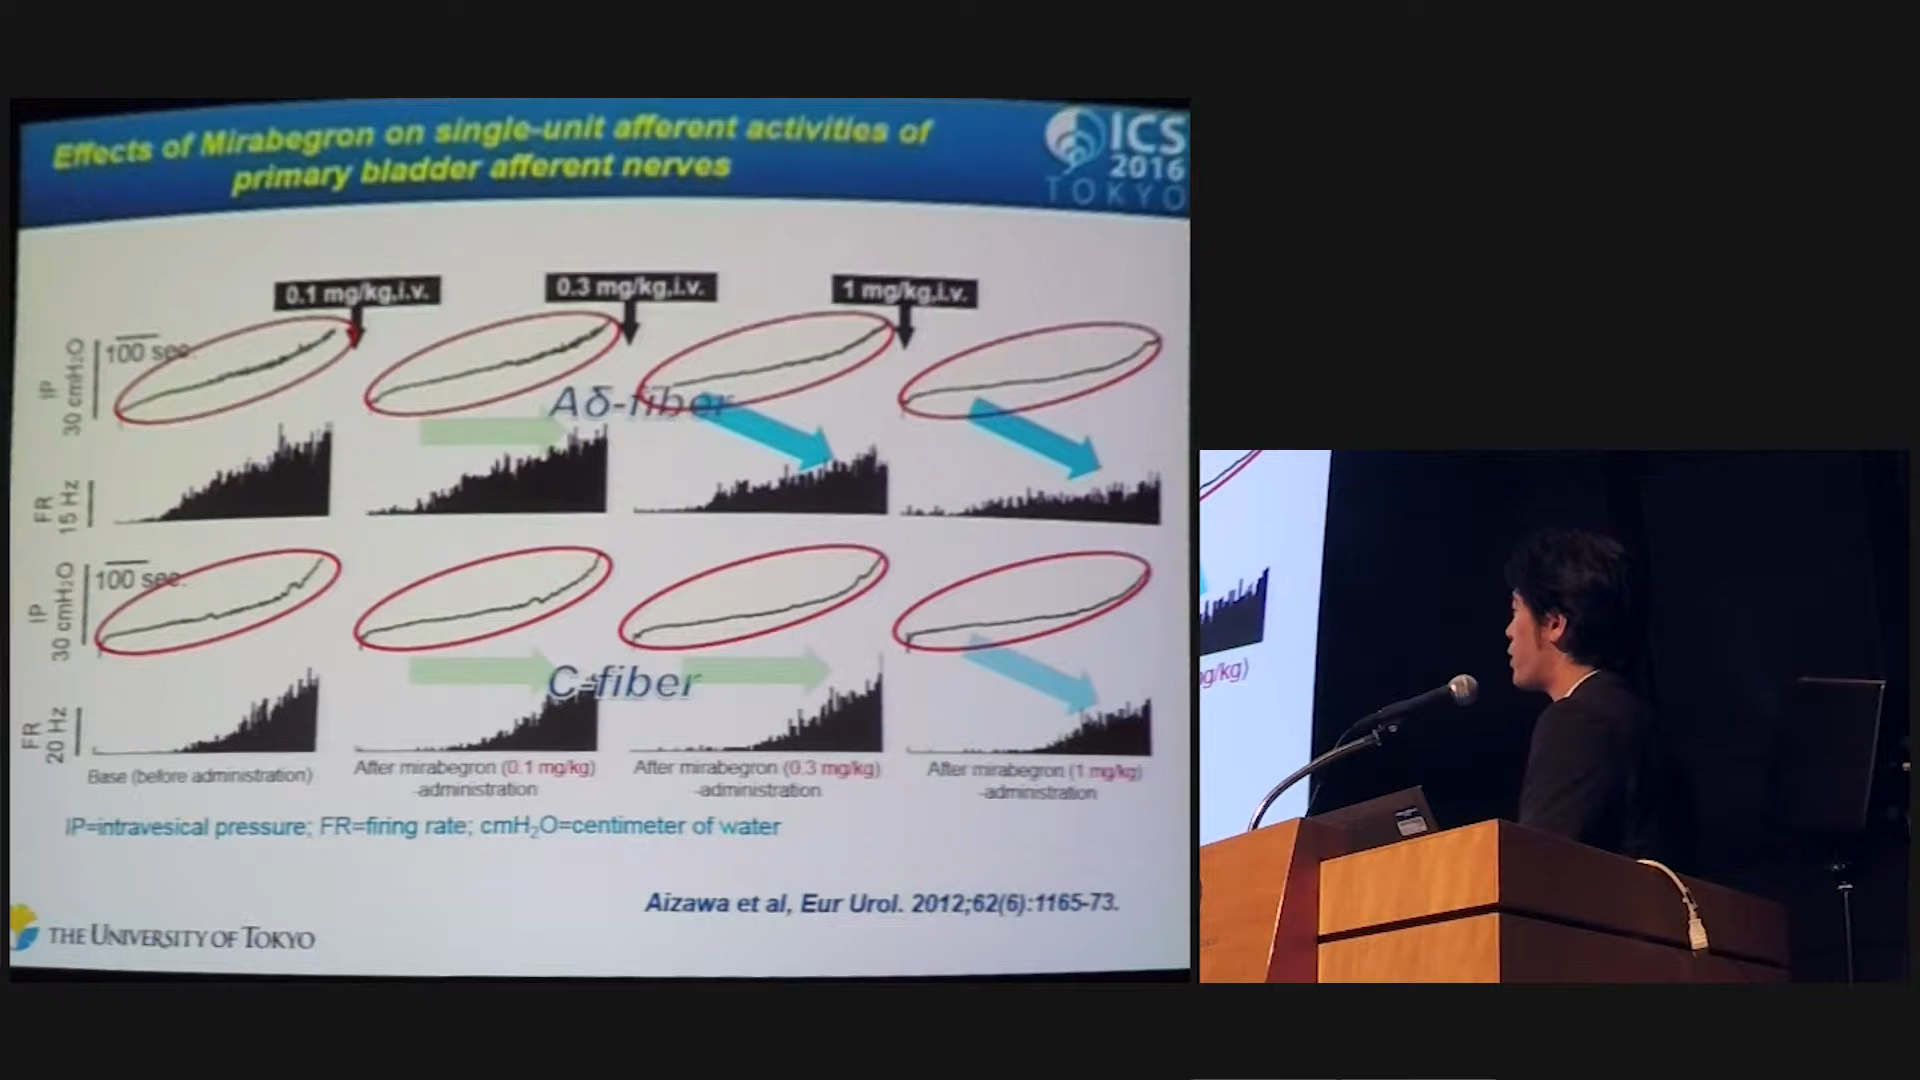 Effects of Mirabegron on single-unit afferent activities of
primary bladder afferent nerves
ICS
2016
TOKYO
0.1 mg/kg,i.v.
0.3 mg/kg,i.v.
1 mg/kg,i.v.
IP
30 cmH₂O
100 sec.
Aδ-fiber
FR
15 Hz
IP
30 cmH₂O
100 sec.
C-fiber
FR
20 Hz
Base (before administration)
After mirabegron (0.1 mg/kg)
-administration
After mirabegron (0.3 mg/kg)
-administration
After mirabegron (1 mg/kg)
-administration
IP=intravesical pressure; FR=firing rate; cmH₂O=centimeter of water
Aizawa et al, Eur Urol. 2012;62(6):1165-73.
THE UNIVERSITY OF TOKYO
g/kg)